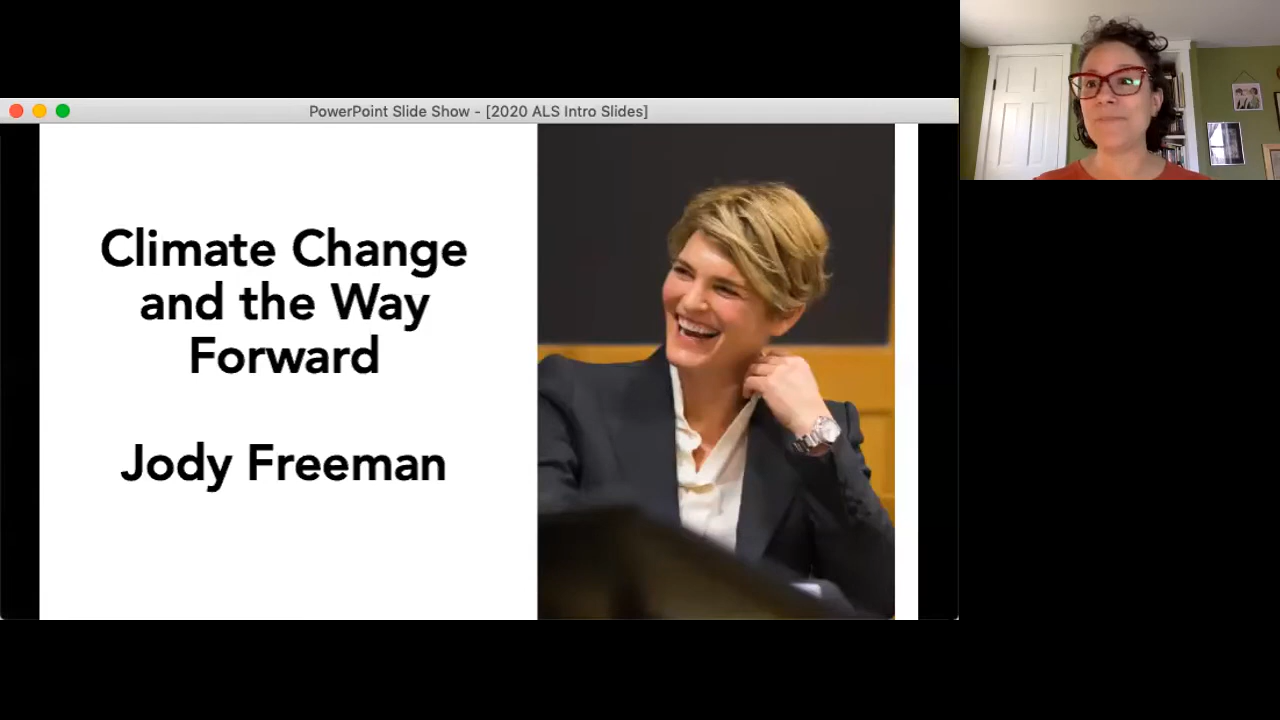 PowerPoint Slide Show - [2020 ALS Intro Slides]
Climate Change
and the Way
Forward
Jody Freeman